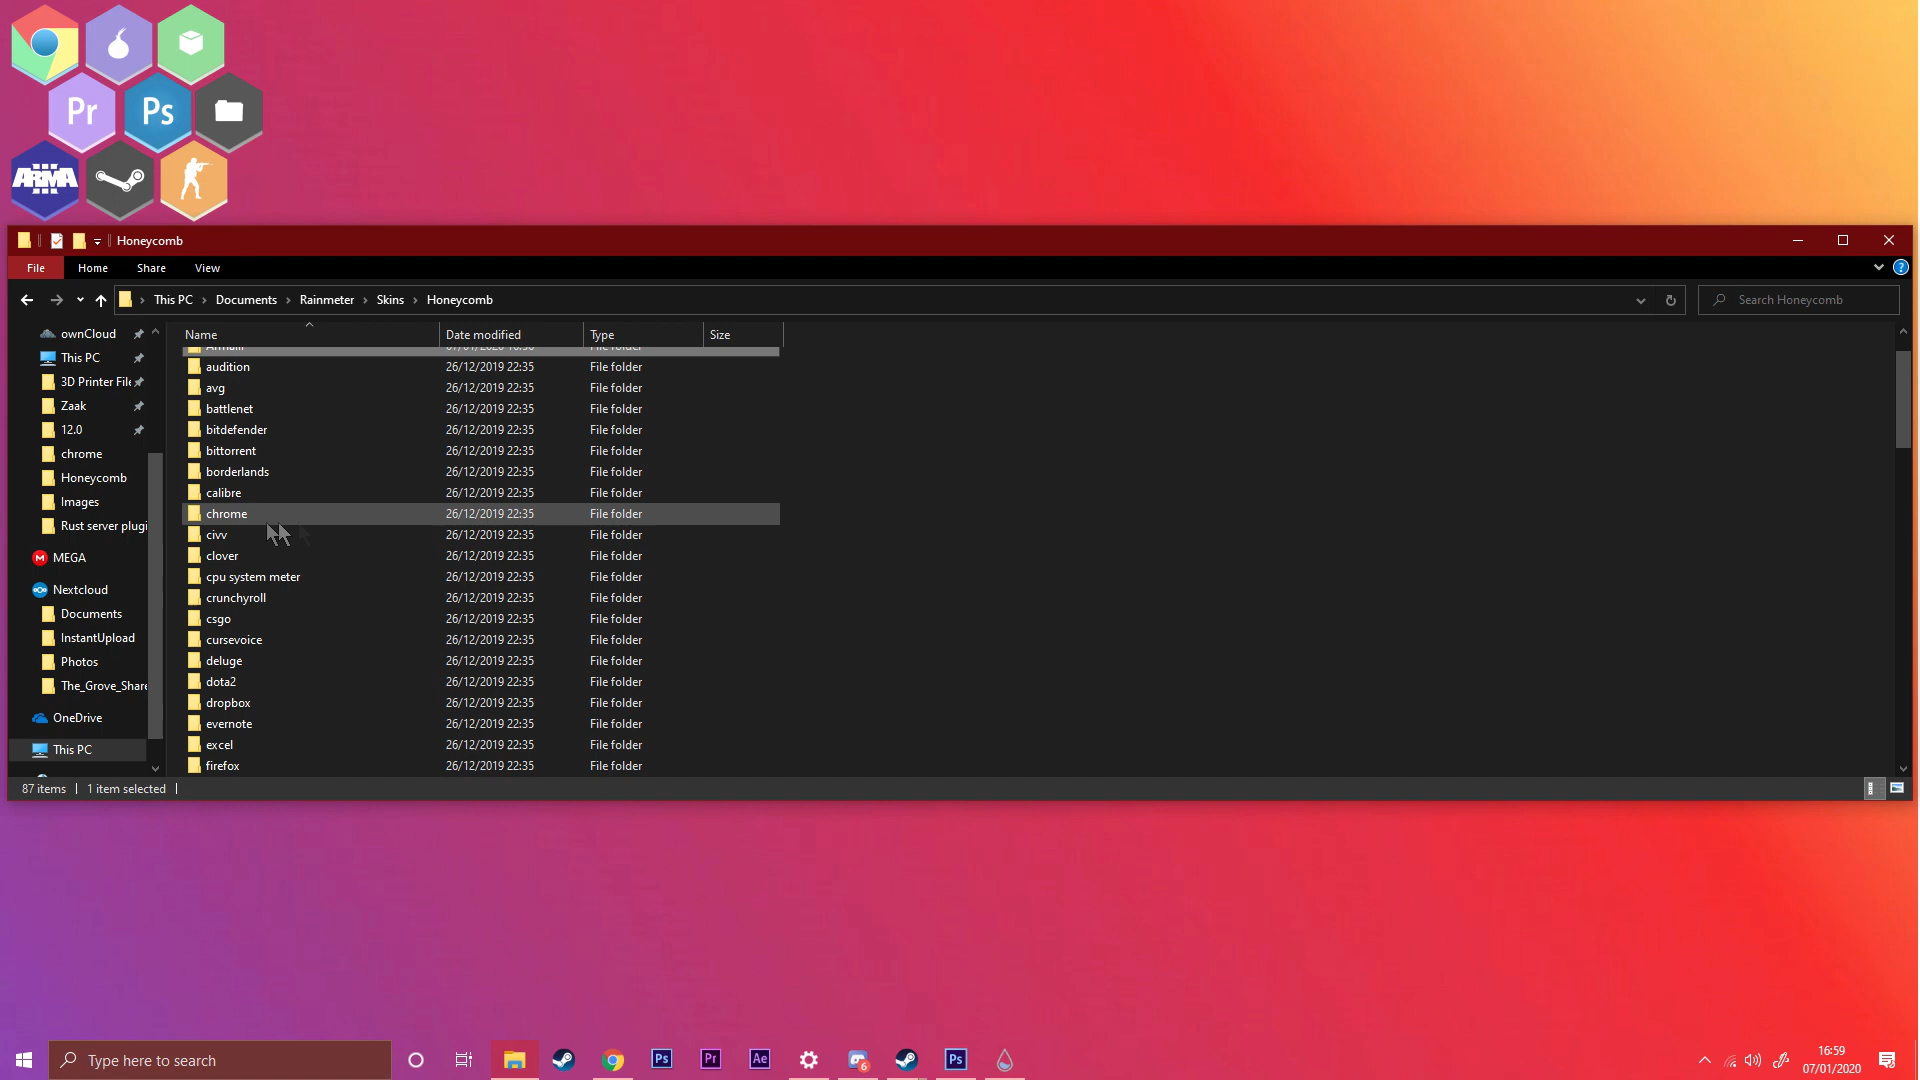 Pr
Ps
ARMA
Honeycomb
File
Home
Share
View
This PC
Documents
Rainmeter
Skins
Honeycomb
Search Honeycomb
ownCloud
This PC
3D Printer File
Zaak
12.0
chrome
Honeycomb
Images
Rust server plugi
MEGA
Nextcloud
Documents
InstantUpload
Photos
The_Grove_Share
OneDrive
This PC
Name Date modified Type Size
audition 26/12/2019 22:35 File folder
avg 26/12/2019 22:35 File folder
battlenet 26/12/2019 22:35 File folder
bitdefender 26/12/2019 22:35 File folder
bittorrent 26/12/2019 22:35 File folder
borderlands 26/12/2019 22:35 File folder
calibre 26/12/2019 22:35 File folder
chrome 26/12/2019 22:35 File folder
civv 26/12/2019 22:35 File folder
clover 26/12/2019 22:35 File folder
cpu system meter 26/12/2019 22:35 File folder
crunchyroll 26/12/2019 22:35 File folder
csgo 26/12/2019 22:35 File folder
cursevoice 26/12/2019 22:35 File folder
deluge 26/12/2019 22:35 File folder
dota2 26/12/2019 22:35 File folder
dropbox 26/12/2019 22:35 File folder
evernote 26/12/2019 22:35 File folder
excel 26/12/2019 22:35 File folder
firefox 26/12/2019 22:35 File folder
87 items
1 item selected
Type here to search
Ps
Pr
Ae
6
Ps
16:59
07/01/2020